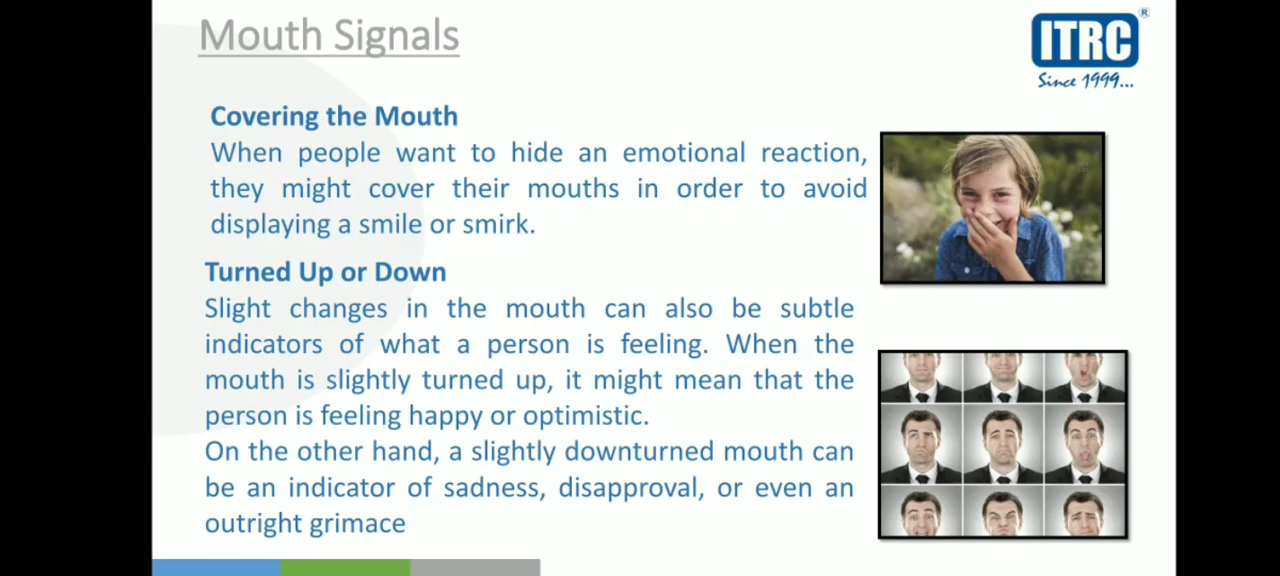 Mouth Signals
ITRC
®
Since 1999...
Covering the Mouth
When people want to hide an emotional reaction,
they might cover their mouths in order to avoid
displaying a smile or smirk.
Turned Up or Down
Slight changes in the mouth can also be subtle
indicators of what a person is feeling. When the
mouth is slightly turned up, it might mean that the
person is feeling happy or optimistic.
On the other hand, a slightly downturned mouth can
be an indicator of sadness, disapproval, or even an
outright grimace